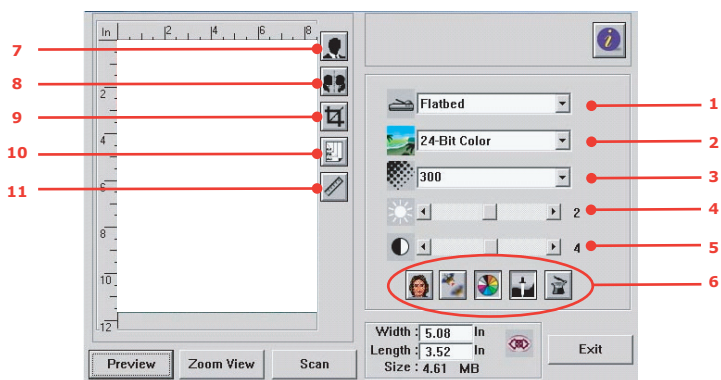 In 2 4 6 8
2
4
6
8
10
12
7
8
9
10
11
i
Flatbed 1
24-Bit Color 2
300 3
2 4
4 5
6
Width : 5.08 In
Length : 3.52 In
Size : 4.61 MB
Preview Zoom View Scan Exit